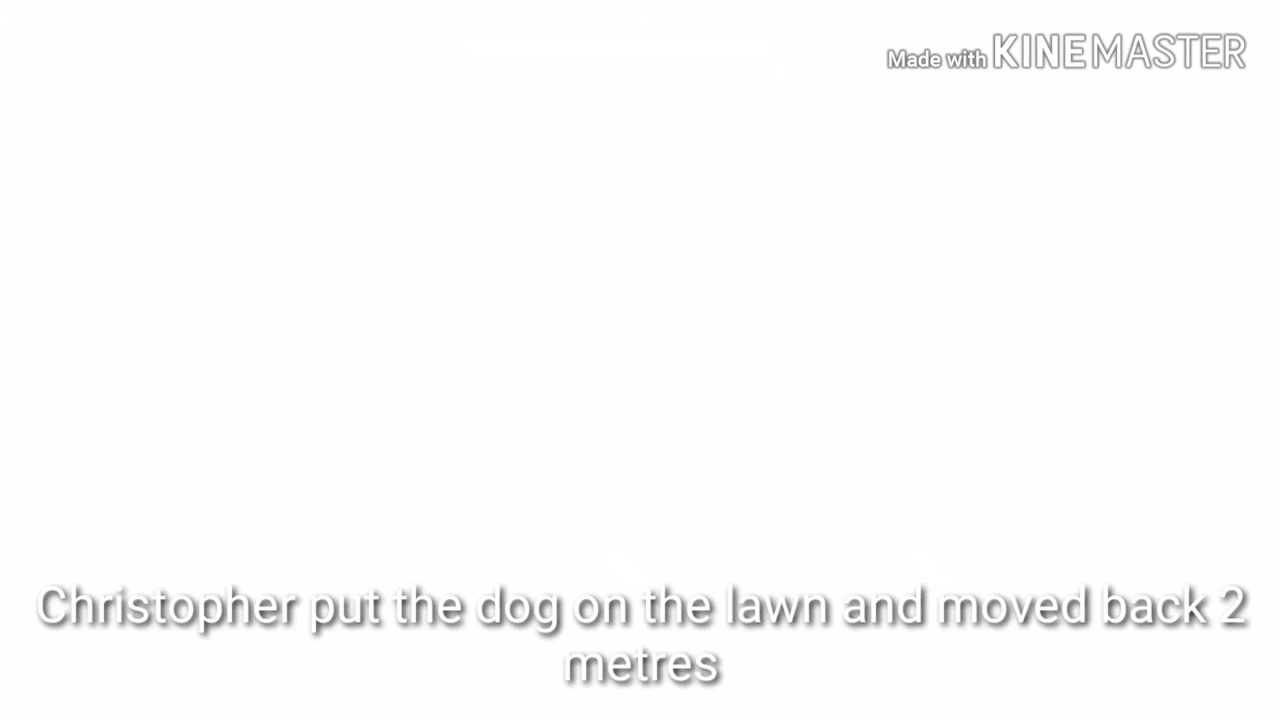 Made with KINEMASTER
Christopher put the dog on the lawn and moved back 2
metres